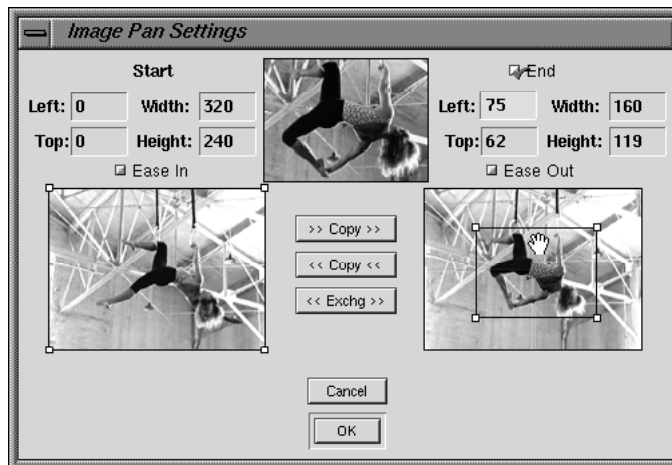 Image Pan Settings
Start
End
Left: 0 Width: 320
Left: 75 Width: 160
Top: 0 Height: 240
Top: 62 Height: 119
Ease In
Ease Out
>> Copy >>
<< Copy <<
<< Exchg >>
Cancel
OK